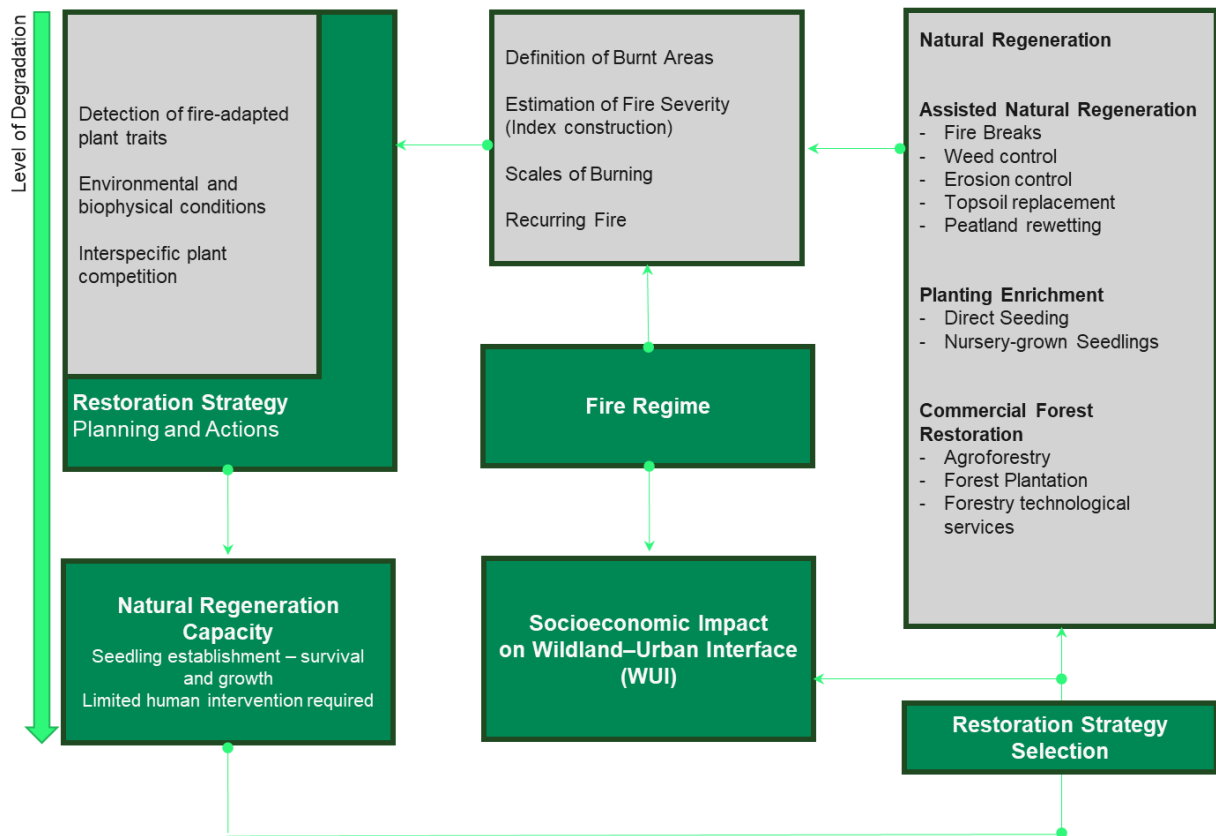 Level of Degradation
Detection of fire-adapted
plant traits
Environmental and
biophysical conditions
Interspecific plant
competition
Restoration Strategy
Planning and Actions
Natural Regeneration
Capacity
Seedling establishment – survival
and growth
Limited human intervention required
Definition of Burnt Areas
Estimation of Fire Severity
(Index construction)
Scales of Burning
Recurring Fire
Fire Regime
Socioeconomic Impact
on Wildland–Urban Interface
(WUI)
Natural Regeneration
Assisted Natural Regeneration
- Fire Breaks
- Weed control
- Erosion control
- Topsoil replacement
- Peatland rewetting
Planting Enrichment
- Direct Seeding
- Nursery-grown Seedlings
Commercial Forest
Restoration
- Agroforestry
- Forest Plantation
- Forestry technological
services
Restoration Strategy
Selection